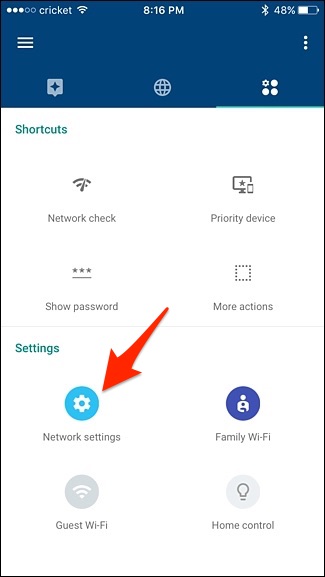 cricket 8:16 PM 48%
Shortcuts
Network check Priority device
***
Show password More actions
Settings
Network settings Family Wi-Fi
Guest Wi-Fi Home control